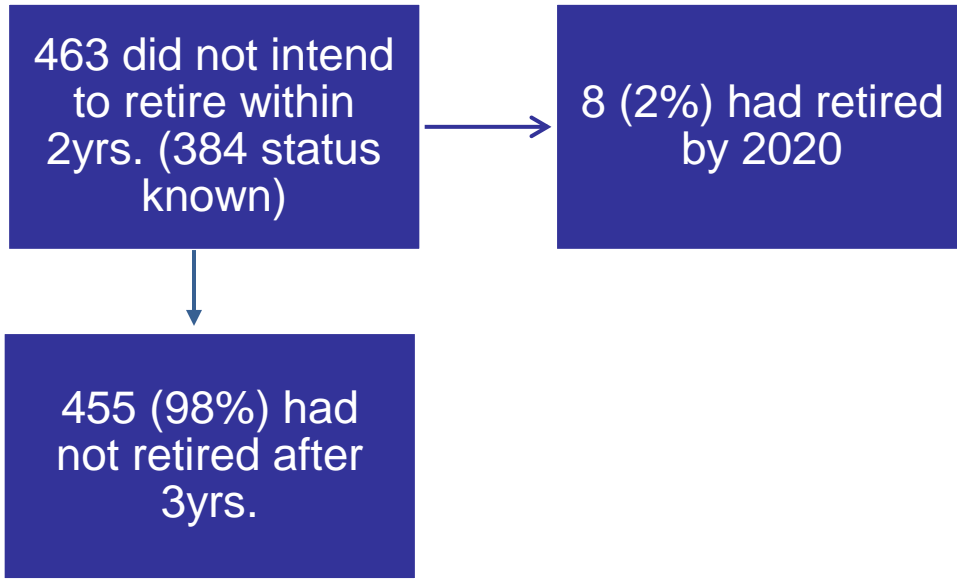 463 did not intend
to retire within
2yrs. (384 status
known)
8 (2%) had retired
by 2020
455 (98%) had
not retired after
3yrs.